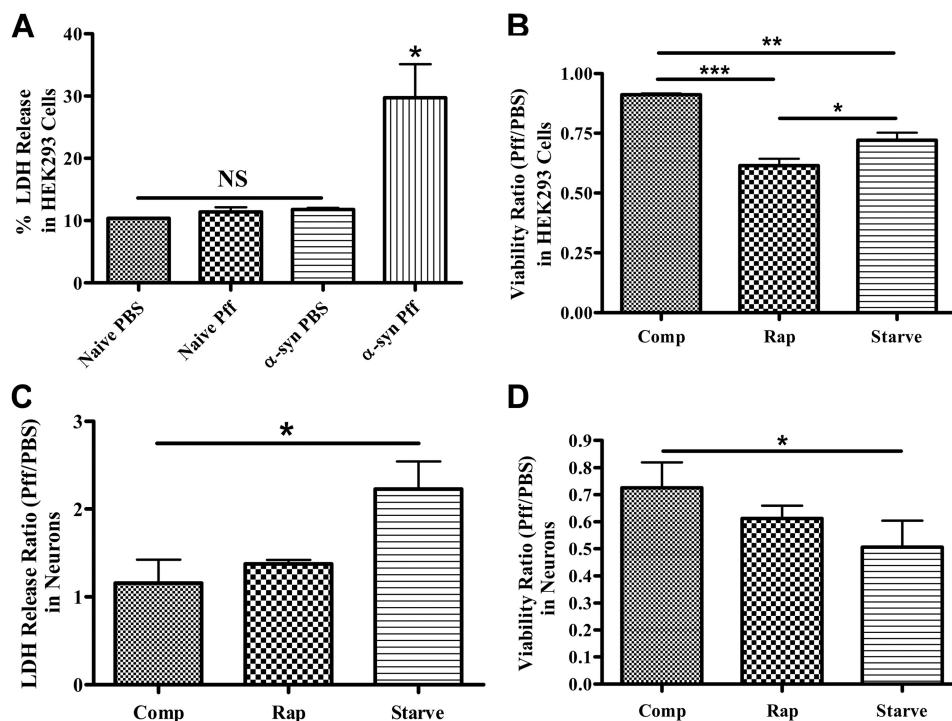 A
% LDH Release
in HEK293 Cells
40
30
20
10
0
NS
*
Naive PBS
Naive Pff
α-syn PBS
α-syn Pff
B
Viability Ratio (Pff/PBS)
in HEK293 Cells
1.00
0.75
0.50
0.25
0.00
**
***
*
Comp Rap Starve
C
LDH Release Ratio (Pff/PBS)
in Neurons
3
2
1
0
*
Comp Rap Starve
D
Viability Ratio (Pff/PBS)
in Neurons
0.9
0.8
0.7
0.6
0.5
0.4
0.3
0.2
0.1
0.0
*
Comp Rap Starve